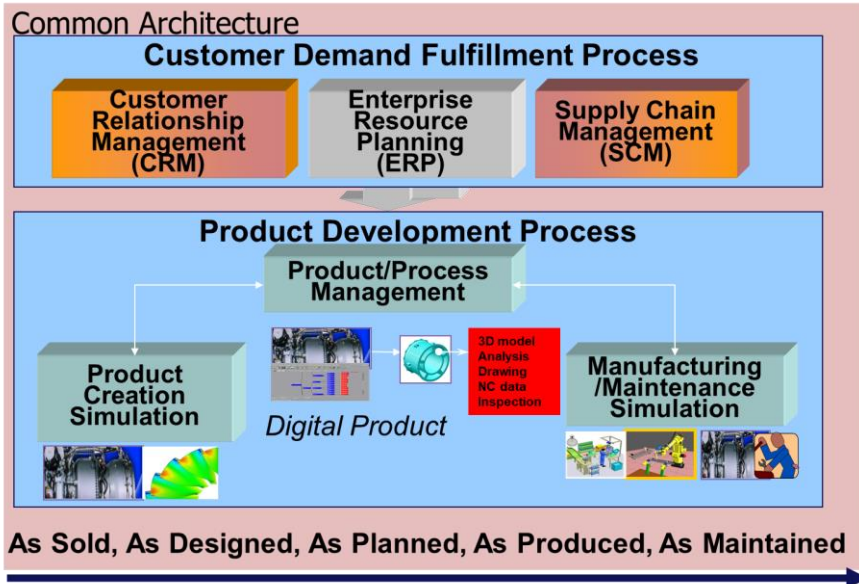 Common Architecture
Customer Demand Fulfillment Process
Customer
Relationship
Management
(CRM)
Enterprise
Resource
Planning
(ERP)
Supply Chain
Management
(SCM)
Product Development Process
Product/Process
Management
Product
Creation
Simulation
3D model
Analysis
Drawing
NC data
Inspection
Digital Product
Manufacturing
/Maintenance
Simulation
As Sold, As Designed, As Planned, As Produced, As Maintained